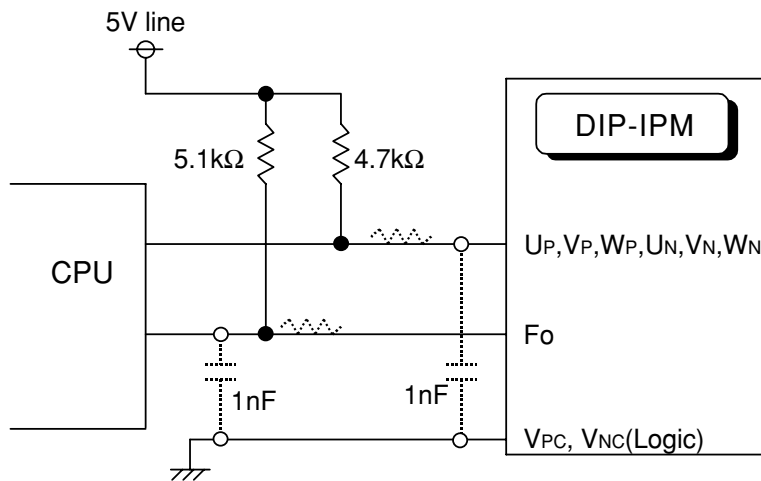 5V line
DIP-IPM
5.1kΩ
4.7kΩ
UP,VP,WP,UN,VN,WN
CPU
Fo
1nF
1nF
VPC, VNC(Logic)